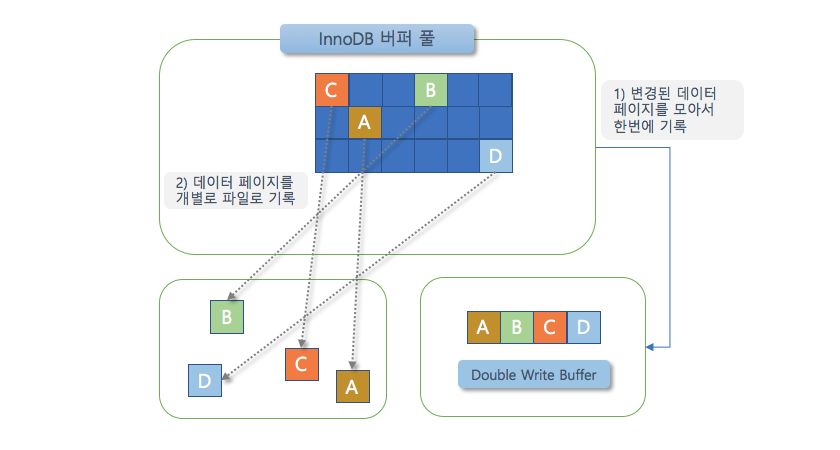 InnoDB 버퍼 풀
C
B
A
D
1) 변경된 데이터
페이지를 모아서
한번에 기록
2) 데이터 페이지를
개별로 파일로 기록
B
C
D
A
A B C D
Double Write Buffer